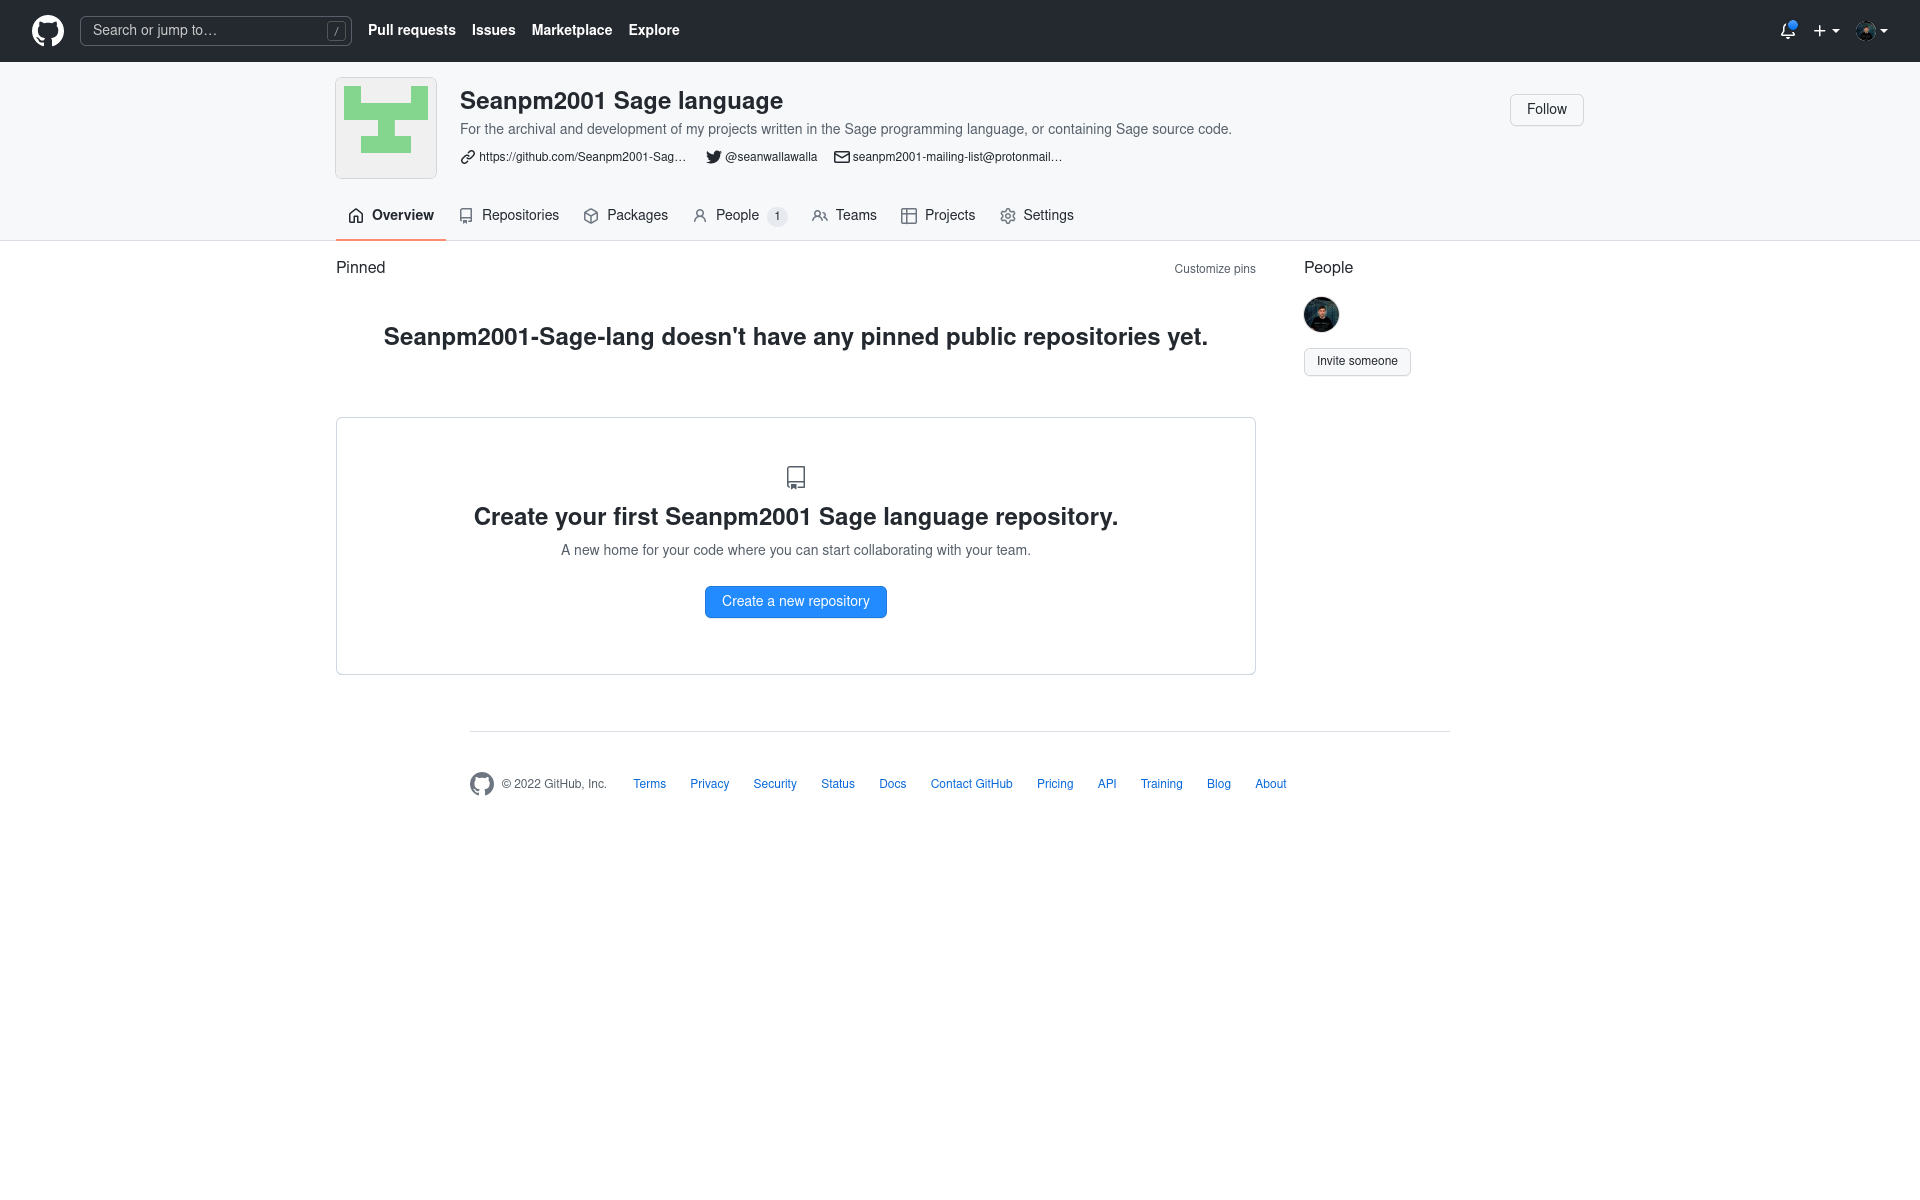 Search or jump to… /
Pull requests
Issues
Marketplace
Explore
Seanpm2001 Sage language
For the archival and development of my projects written in the Sage programming language, or containing Sage source code.
https://github.com/Seanpm2001-Sag…
@seanwallawalla
seanpm2001-mailing-list@protonmail…
Follow
Overview
Repositories
Packages
People 1
Teams
Projects
Settings
Pinned
Customize pins
Seanpm2001-Sage-lang doesn't have any pinned public repositories yet.
Create your first Seanpm2001 Sage language repository.
A new home for your code where you can start collaborating with your team.
Create a new repository
People
Invite someone
© 2022 GitHub, Inc.
Terms
Privacy
Security
Status
Docs
Contact GitHub
Pricing
API
Training
Blog
About